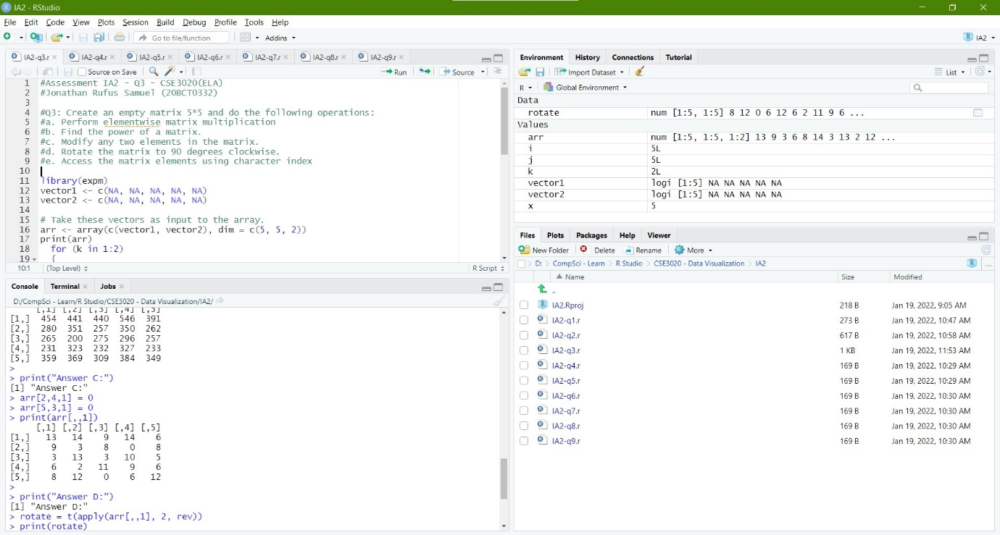 IA2 - RStudio
File Edit Code View Plots Session Build Debug Profile Tools Help
Go to file/function Addins IA2
IA2-q3.r IA2-q4.r IA2-q5.r IA2-q6.r IA2-q7.r IA2-q8.r IA2-q9.r
Source on Save Run Source
1 #Assessment IA2 - Q3 - CSE3020(ELA)
2 #Jonathan Rufus Samuel (20BCT0332)
3
4 #Q3: Create an empty matrix 5*5 and do the following operations:
5 #a. Perform elementwise matrix multiplication
6 #b. Find the power of a matrix.
7 #c. Modify any two elements in the matrix.
8 #d. Rotate the matrix to 90 degrees clockwise.
9 #e. Access the matrix elements using character index
10
11 library(expm)
12 vector1 <- c(NA, NA, NA, NA, NA)
13 vector2 <- c(NA, NA, NA, NA, NA)
14
15 # Take these vectors as input to the array.
16 arr <- array(c(vector1, vector2), dim = c(5, 5, 2))
17 print(arr)
18 for (k in 1:2)
19 {
10:1 (Top Level) R Script
Console Terminal Jobs
D:/CompSci - Learn/R Studio/CSE3020 - Data Visualization/IA2/
[,1] [,2] [,3] [,4] [,5]
[1,] 454 441 440 546 391
[2,] 280 351 257 350 262
[3,] 265 200 275 296 257
[4,] 231 323 232 327 233
[5,] 359 369 309 384 349
>
> print("Answer C:")
[1] "Answer C:"
> arr[2,4,1] = 0
> arr[5,3,1] = 0
> print(arr[,,1])
[,1] [,2] [,3] [,4] [,5]
[1,] 13 14 9 14 6
[2,] 9 3 8 0 8
[3,] 3 13 3 10 5
[4,] 6 2 11 9 6
[5,] 8 12 0 6 12
>
> print("Answer D:")
[1] "Answer D:"
> rotate = t(apply(arr[,,1], 2, rev))
> print(rotate)
Environment History Connections Tutorial
Import Dataset List
R Global Environment
Data
rotate num [1:5, 1:5] 8 12 0 6 12 6 2 11 9 6 ...
Values
arr num [1:5, 1:5, 1:2] 13 9 3 6 8 14 3 13 2 12 ...
i 5L
j 5L
k 2L
vector1 logi [1:5] NA NA NA NA NA
vector2 logi [1:5] NA NA NA NA NA
x 5
Files Plots Packages Help Viewer
New Folder Delete Rename More
D: CompSci - Learn R Studio CSE3020 - Data Visualization IA2 ...
Name Size Modified
..
IA2.Rproj 218 B Jan 19, 2022, 9:05 AM
IA2-q1.r 273 B Jan 19, 2022, 10:47 AM
IA2-q2.r 617 B Jan 19, 2022, 10:58 AM
IA2-q3.r 1 KB Jan 19, 2022, 11:53 AM
IA2-q4.r 169 B Jan 19, 2022, 10:29 AM
IA2-q5.r 169 B Jan 19, 2022, 10:29 AM
IA2-q6.r 169 B Jan 19, 2022, 10:30 AM
IA2-q7.r 169 B Jan 19, 2022, 10:30 AM
IA2-q8.r 169 B Jan 19, 2022, 10:30 AM
IA2-q9.r 169 B Jan 19, 2022, 10:30 AM